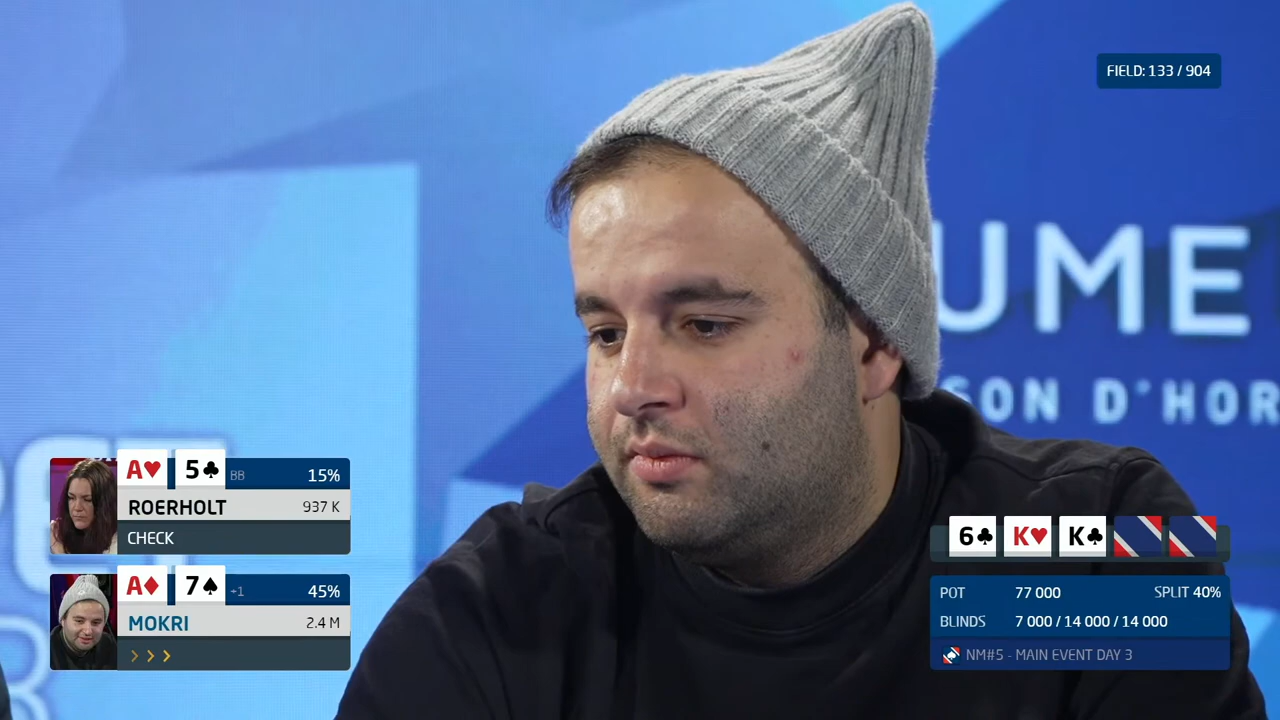 FIELD: 133 / 904
UME
SON D'HOR
A♥ 5♣ BB 15%
ROERHOLT 937 K
CHECK
A♦ 7♠ +1 45%
MOKRI 2.4 M
6♣ K♥ K♣
POT 77 000 SPLIT 40%
BLINDS 7 000 / 14 000 / 14 000
NM#5 - MAIN EVENT DAY 3